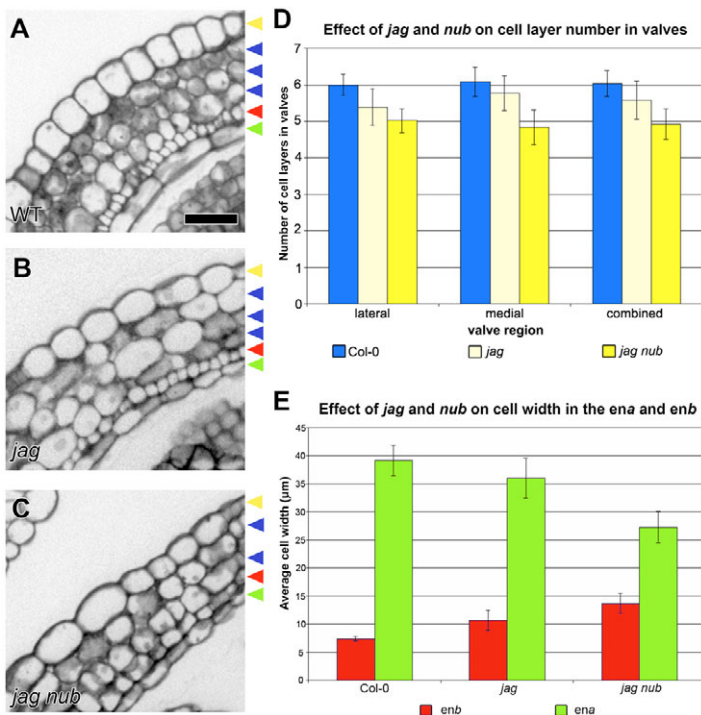 A
WT
B
jag
C
jag nub
D
Effect of jag and nub on cell layer number in valves
Number of cell layers in valves
7
6
5
4
3
2
1
0
lateral
medial
combined
valve region
Col-0
jag
jag nub
E
Effect of jag and nub on cell width in the ena and enb
Average cell width (µm)
45
40
35
30
25
20
15
10
5
0
Col-0
jag
jag nub
enb
ena